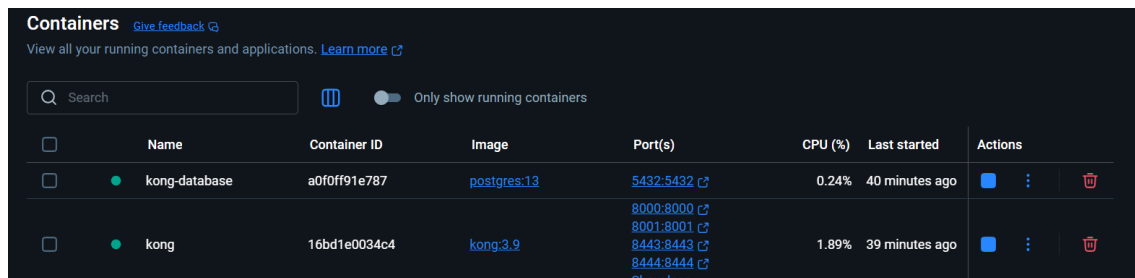 Containers Give feedback
View all your running containers and applications. Learn more
Search Only show running containers
Name Container ID Image Port(s) CPU (%) Last started Actions
kong-database a0f0ff91e787 postgres:13 5432:5432 0.24% 40 minutes ago
8000:8000
8001:8001
kong 16bd1e0034c4 kong:3.9 8443:8443 1.89% 39 minutes ago
8444:8444